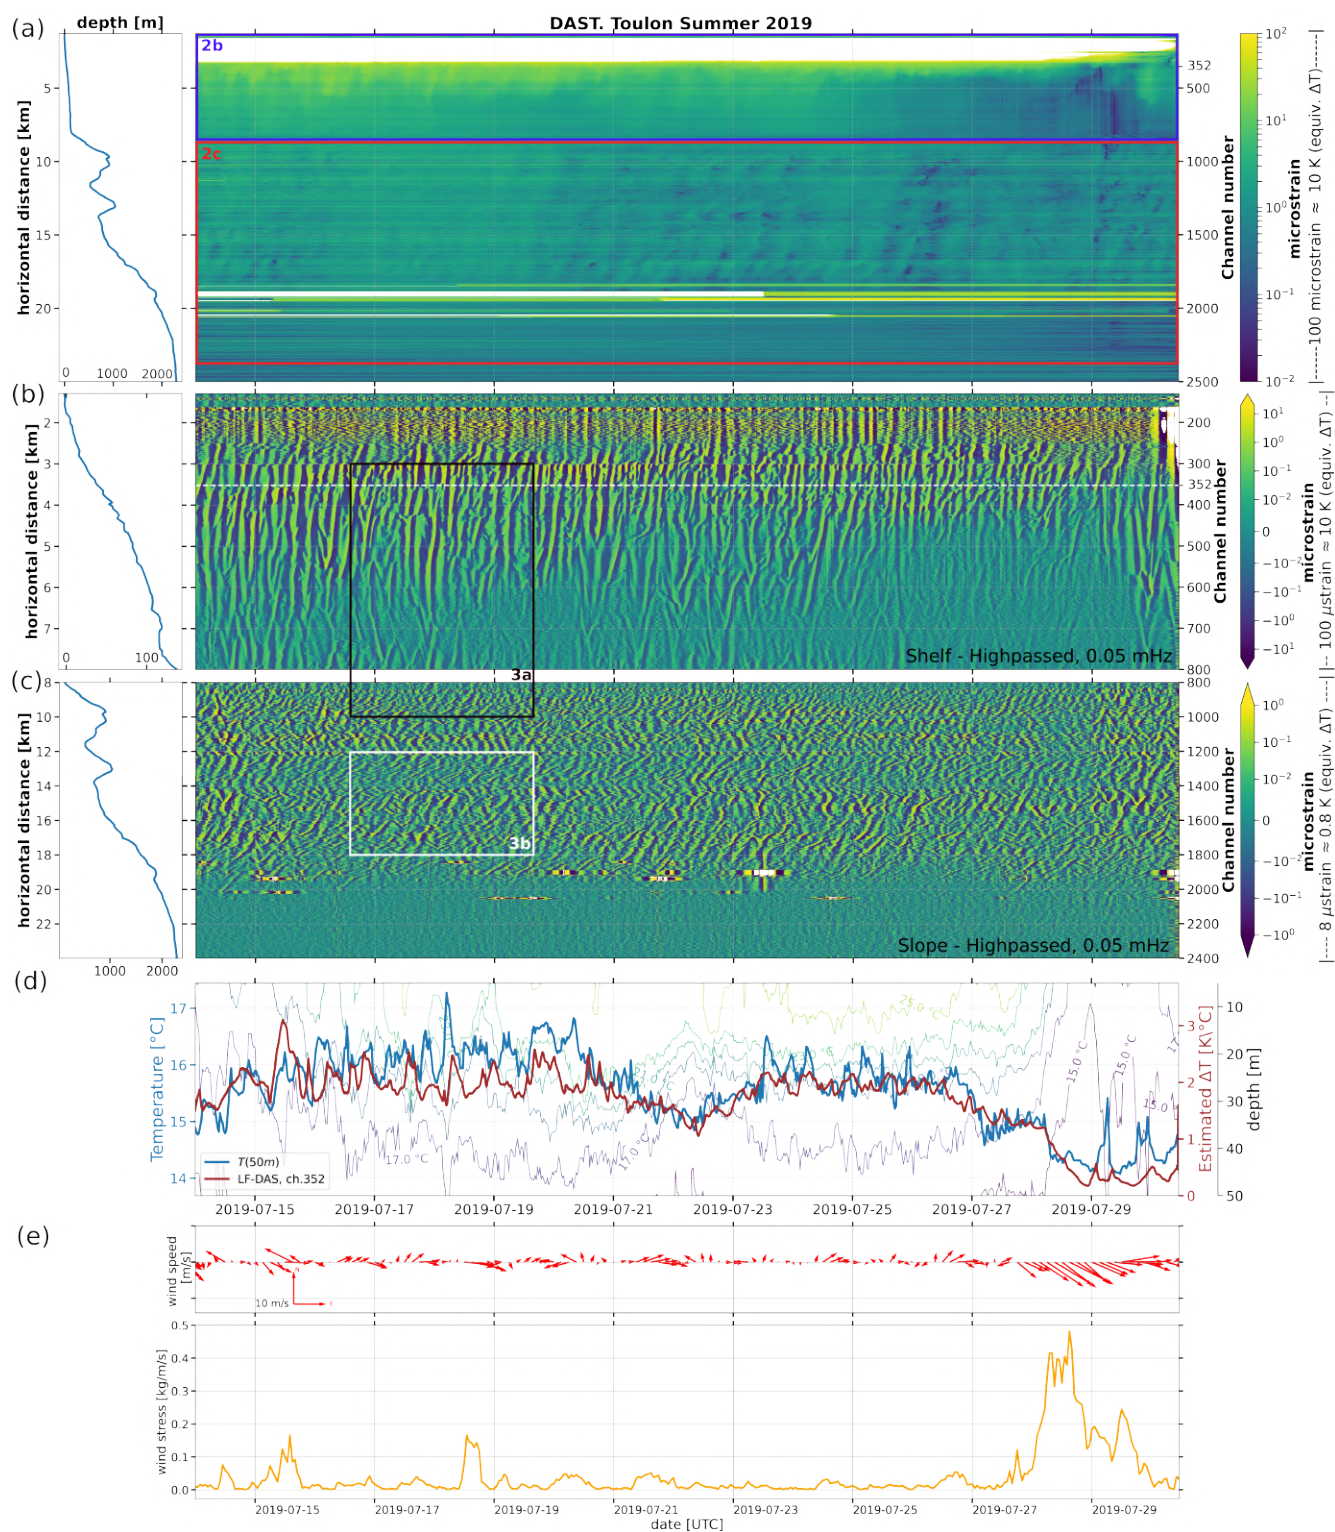 (a)
depth [m]
DAST. Toulon Summer 2019
2b
2c
5
10
15
20
0
1000
2000
horizontal distance [km]
352
500
1000
1500
2000
2500
Channel number
10²
10¹
10⁰
10⁻¹
10⁻²
microstrain
|-----100 microstrain ≈ 10 K (equiv. ΔT)------|
(b)
2
3
4
5
6
7
0
100
horizontal distance [km]
200
300
352
400
500
600
700
800
Channel number
Shelf - Highpassed, 0.05 mHz
3a
10¹
10⁰
10⁻¹
10⁻²
0
−10⁻²
−10⁻¹
−10⁰
−10¹
microstrain
|-- 100 μstrain ≈10 K (equiv. ΔT) --|
(c)
8
10
12
14
16
18
20
22
1000
2000
horizontal distance [km]
800
1000
1200
1400
1600
1800
2000
2200
2400
Channel number
3b
Slope - Highpassed, 0.05 mHz
10⁰
10⁻¹
10⁻²
0
−10⁻²
−10⁻¹
−10⁰
microstrain
|---- 8 μstrain ≈ 0.8 K (equiv. ΔT) ----|
(d)
17
16
15
14
Temperature [°C]
25.0 °C
17.0 °C
17.0 °C
15.0 °C
15.0 °C
15.0
T(50m)
LF-DAS, ch.352
3
2
1
0
Estimated ΔT [K\°C]
10
20
30
40
50
depth [m]
2019-07-15
2019-07-17
2019-07-19
2019-07-21
2019-07-23
2019-07-25
2019-07-27
2019-07-29
(e)
wind speed
[m/s]
10 m/s
0.5
0.4
0.3
0.2
0.1
0.0
wind stress [kg/m/s]
2019-07-15
2019-07-17
2019-07-19
2019-07-21
2019-07-23
2019-07-25
2019-07-27
2019-07-29
date [UTC]